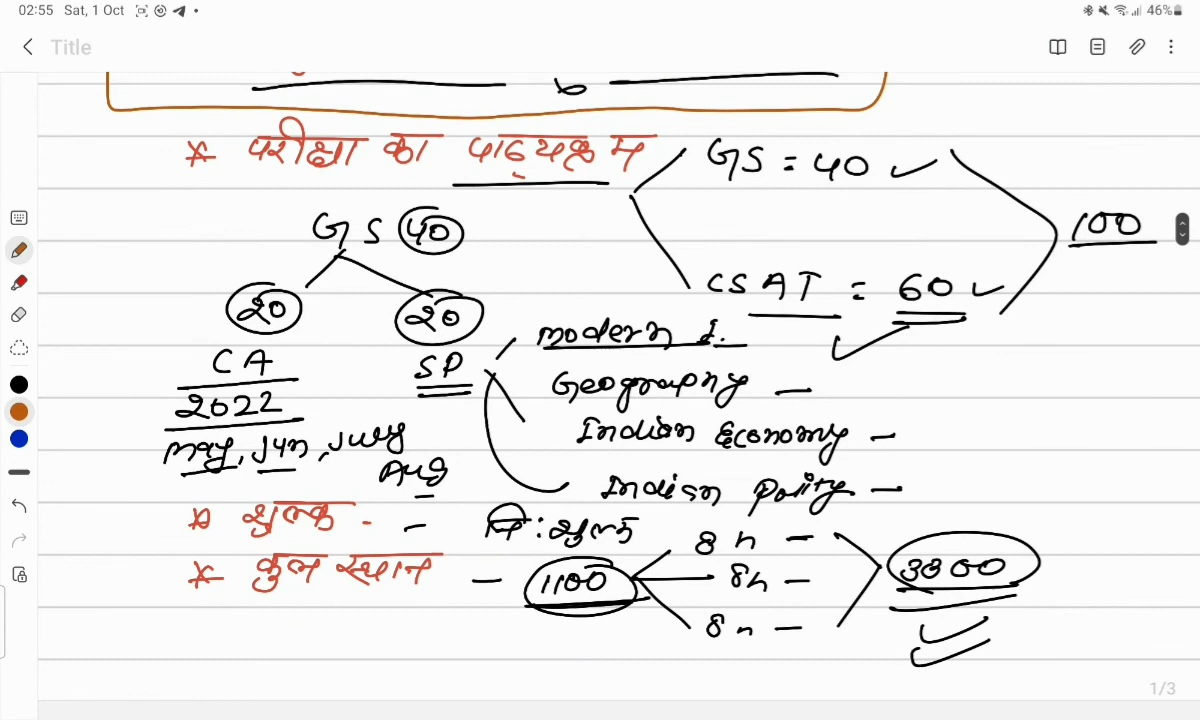 02:55 Sat, 1 Oct 46%
Title
* परीक्षा का पाठ्यक्रम
GS = 40
100
GS 40
CSAT = 60
20 20
modern I.
CA SP
Geography -
2022
Indian Economy -
may, Jun, July
Aug
Indian Polity -
* शुल्क - नि:शुल्क
8 h -
* कुल स्थान - 1100
8h -
3300
8 h -
1/3